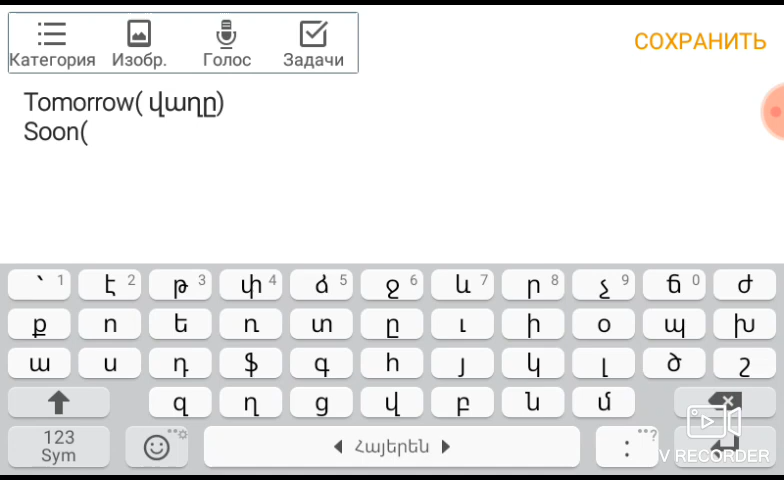 Категория Изобр. Голос Задачи
СОХРАНИТЬ
Tomorrow( վաղը)
Soon(
՝ 1 է 2 թ 3 փ 4 ձ 5 ջ 6 և 7 ր 8 չ 9 ճ 0 ժ
ք ո ե ռ տ ը ւ ի օ պ խ
ա ս դ ֆ գ հ յ կ լ ծ շ
զ ղ ց վ բ ն մ
123 Sym Հայերեն : ?
V RECORDER